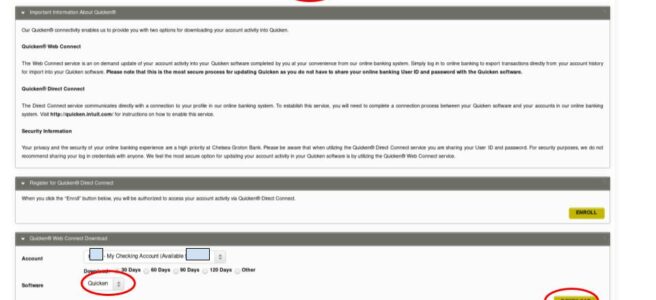 Important Information About Quicken®
Our Quicken® connectivity enables us to provide you with two options for downloading your account activity into Quicken.
Quicken® Web Connect
The Web Connect service is an on demand update of your account activity into your Quicken software completed by you at your convenience from our online banking system. Simply log in to online banking to export transactions directly from your account history
for import into your Quicken software. Please note that this is the most secure process for updating Quicken as you do not have to share your online banking User ID and password with the Quicken software.
Quicken® Direct Connect
The Direct Connect service communicates directly with a connection to your profile in our online banking system. To establish this service, you will need to complete a connection process between your Quicken software and your accounts in our online banking
system. Visit http://quicken.intuit.com/ for instructions on how to enable this service.
Security Information
Your privacy and the security of your online banking experience are a high priority at Chelsea Groton Bank. Please be aware that when utilizing the Quicken® Direct Connect service you are sharing your User ID and password. For security purposes, we do not
recommend sharing your log in credentials with anyone. We feel the most secure option for updating your account activity in your Quicken software is by utilizing the Quicken® Web Connect service.
Register for Quicken® Direct Connect
When you click the "Enroll" button below, you will be authorized to access your account activity via Quicken® Direct Connect.
ENROLL
Quicken® Web Connect Download
Account - My Checking Account (Available
30 Days 60 Days 90 Days 120 Days Other
Software Quicken